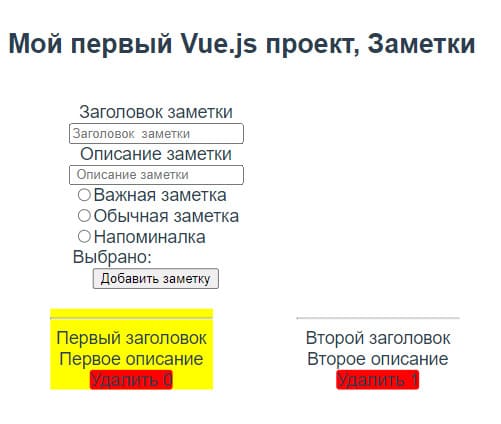 Мой первый Vue.js проект, Заметки
Заголовок заметки
Заголовок заметки
Описание заметки
Описание заметки
Важная заметка
Обычная заметка
Напоминалка
Выбрано:
Добавить заметку
Первый заголовок
Первое описание
Удалить 0
Второй заголовок
Второе описание
Удалить 1